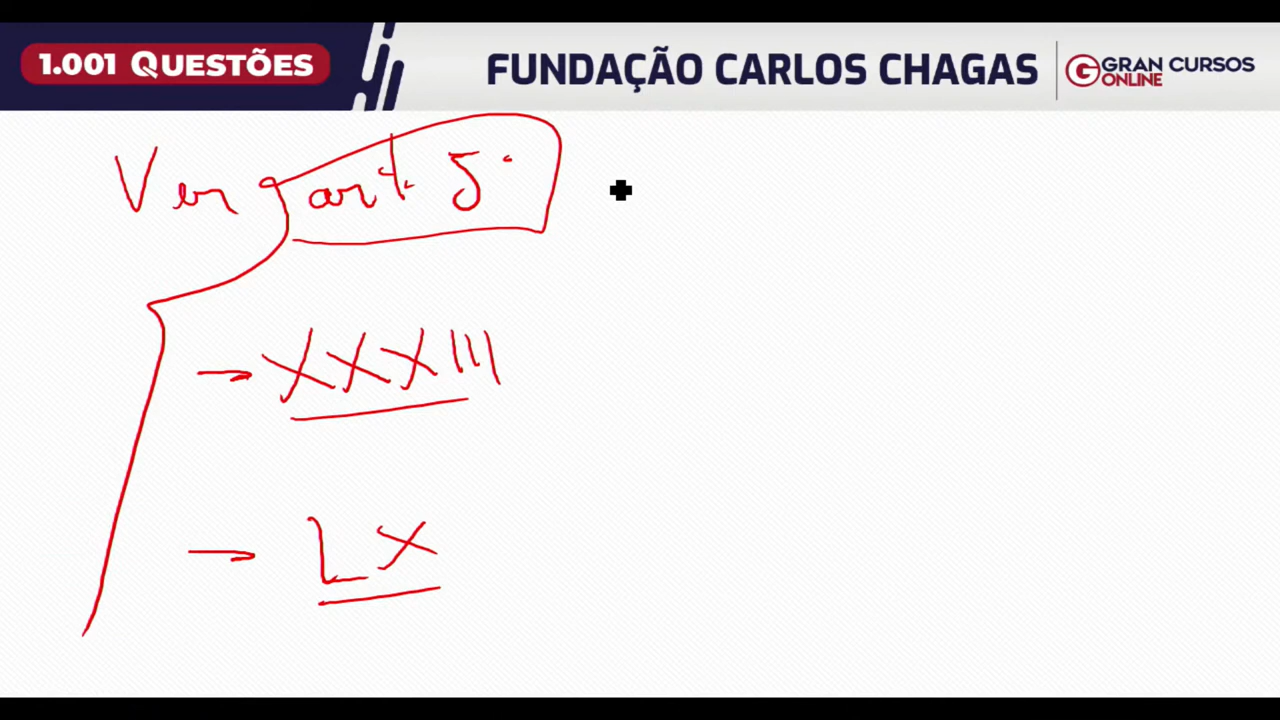 1.001 QUESTÕES
FUNDAÇÃO CARLOS CHAGAS
GRAN CURSOS
ONLINE
Ver art. 5º
→ XXXIII
→ LX